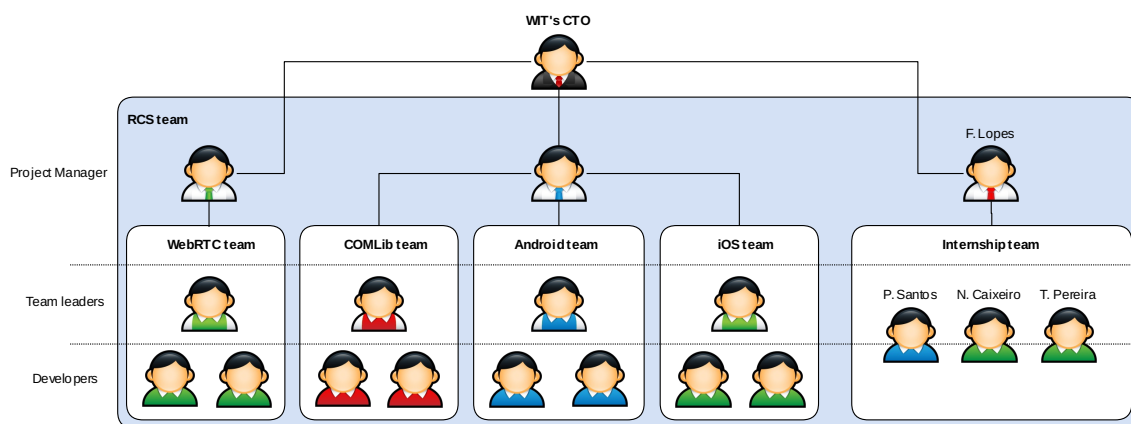 WIT's CTO
RCS team
F. Lopes
Project Manager
WebRTC team
COMLib team
Android team
iOS team
Internship team
Team leaders
P. Santos
N. Caixeiro
T. Pereira
Developers